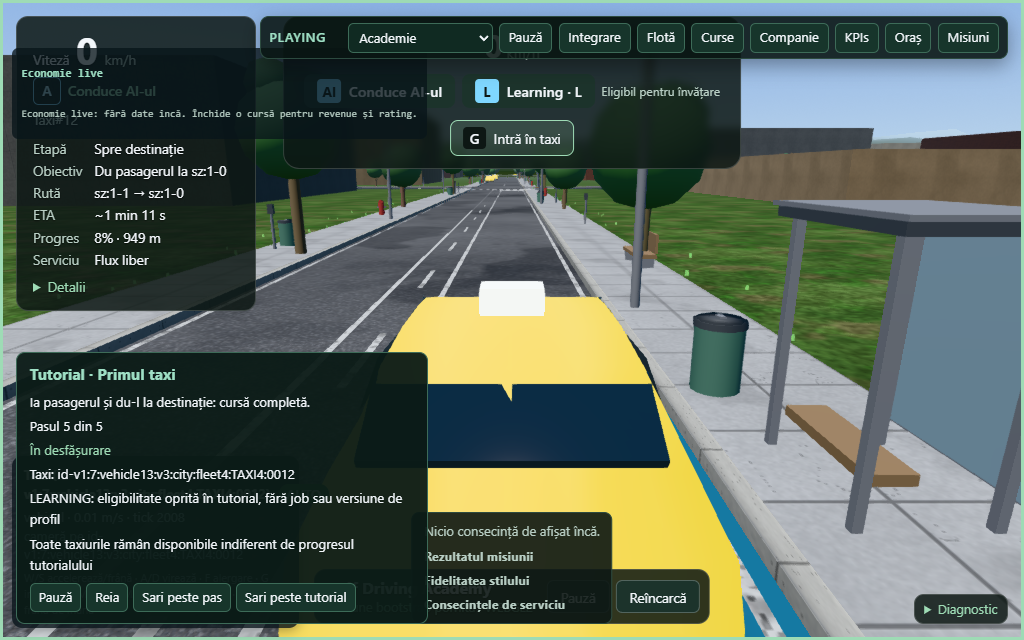 PLAYING
Academie
Pauză
Integrare
Flotă
Curse
Companie
KPIs
Oraș
Misiuni
Viteză 0 km/h
Economie live
A Conduce AI-ul
Economie live: fără date încă. Închide o cursă pentru revenue și rating.
Taxi#12
Etapă Spre destinație
Obiectiv Du pasagerul la sz:1-0
Rută sz:1-1 → sz:1-0
ETA ~1 min 11 s
Progres 8% · 949 m
Serviciu Flux liber
▶ Detalii
0 km/h
AI Conduce AI-ul
L Learning · L
Eligibil pentru învățare
G Intră în taxi
Tutorial · Primul taxi
Ia pasagerul și du-l la destinație: cursă completă.
Pasul 5 din 5
În desfășurare
Taxi: id-v1:7:vehicle13:v3:city:fleet4:TAXI4:0012
LEARNING: eligibilitate oprită în tutorial, fără job sau versiune de
profil
Toate taxiurile rămân disponibile indiferent de progresul
tutorialului
Pauză
Reia
Sari peste pas
Sari peste tutorial
Nicio consecință de afișat încă.
Rezultatul misiunii
Fidelitatea stilului
Consecințele de serviciu
Pauză
Reîncarcă
▶ Diagnostic